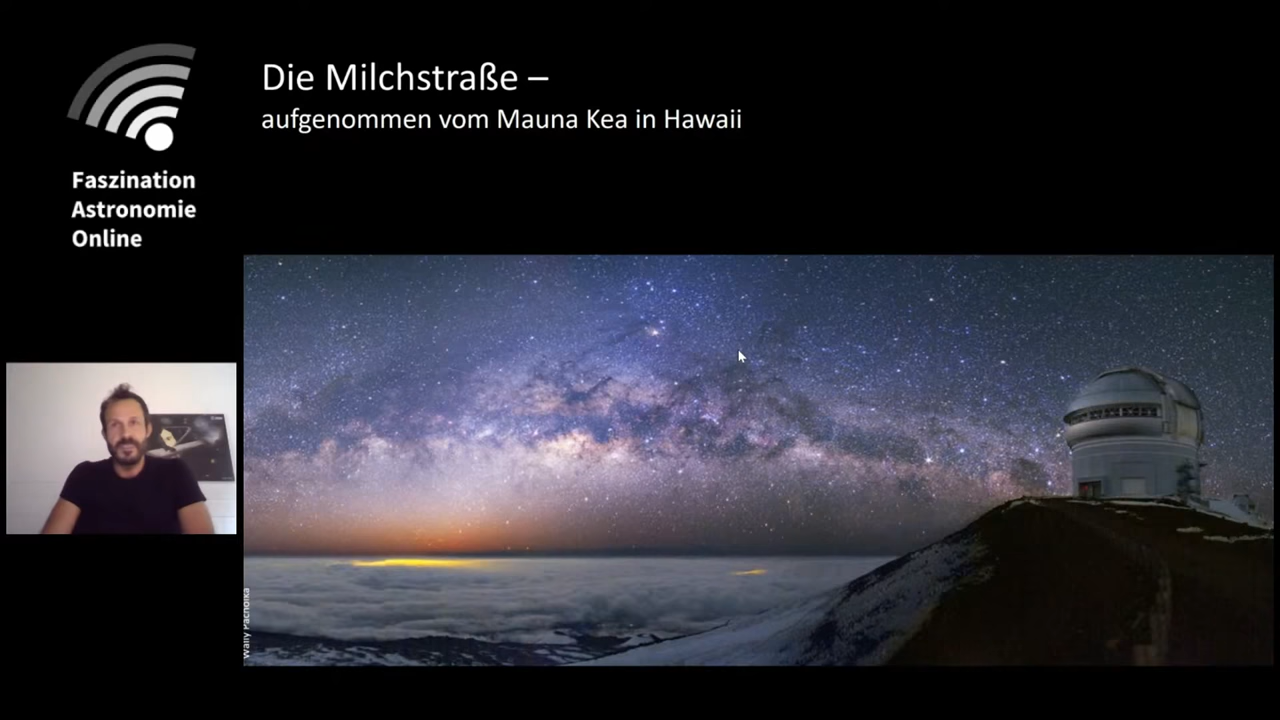 Die Milchstraße –
aufgenommen vom Mauna Kea in Hawaii
Faszination
Astronomie
Online
Wally Pacholka